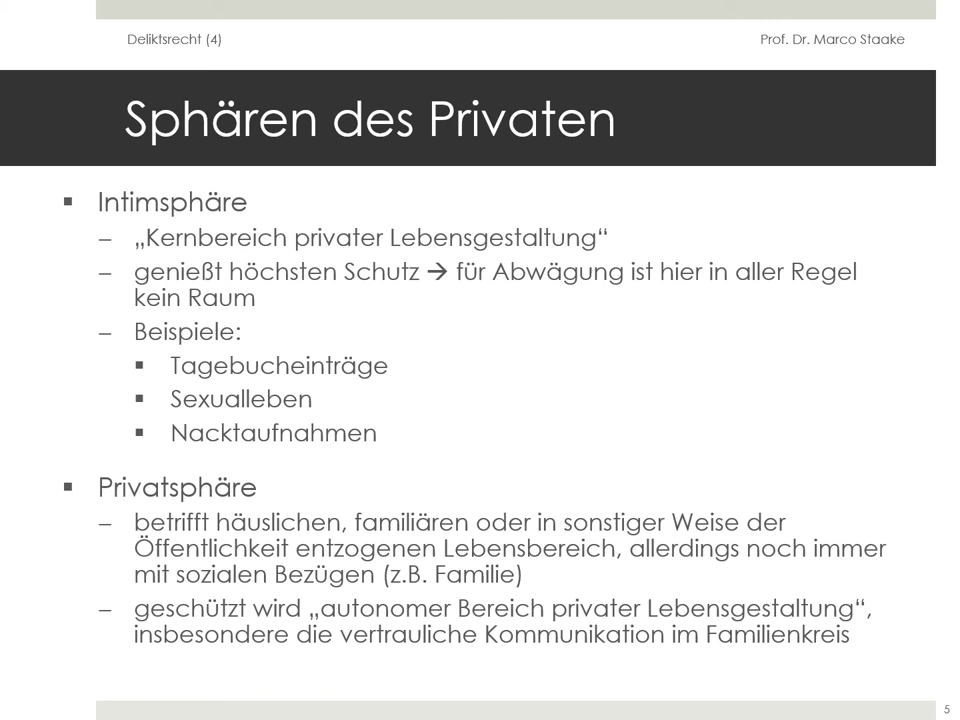 Deliktsrecht (4)
Prof. Dr. Marco Staake
Sphären des Privaten
▪ Intimsphäre
– „Kernbereich privater Lebensgestaltung“
– genießt höchsten Schutz → für Abwägung ist hier in aller Regel
kein Raum
– Beispiele:
▪ Tagebucheinträge
▪ Sexualleben
▪ Nacktaufnahmen
▪ Privatsphäre
– betrifft häuslichen, familiären oder in sonstiger Weise der
Öffentlichkeit entzogenen Lebensbereich, allerdings noch immer
mit sozialen Bezügen (z.B. Familie)
– geschützt wird „autonomer Bereich privater Lebensgestaltung“,
insbesondere die vertrauliche Kommunikation im Familienkreis
5